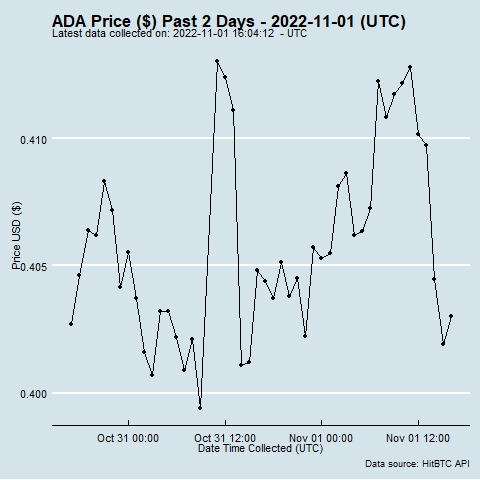 ADA Price ($) Past 2 Days - 2022-11-01 (UTC)
Latest data collected on: 2022-11-01 16:04:12 - UTC
0.410
0.405
0.400
Price USD ($)
Oct 31 00:00 Oct 31 12:00 Nov 01 00:00 Nov 01 12:00
Date Time Collected (UTC)
Data source: HitBTC API